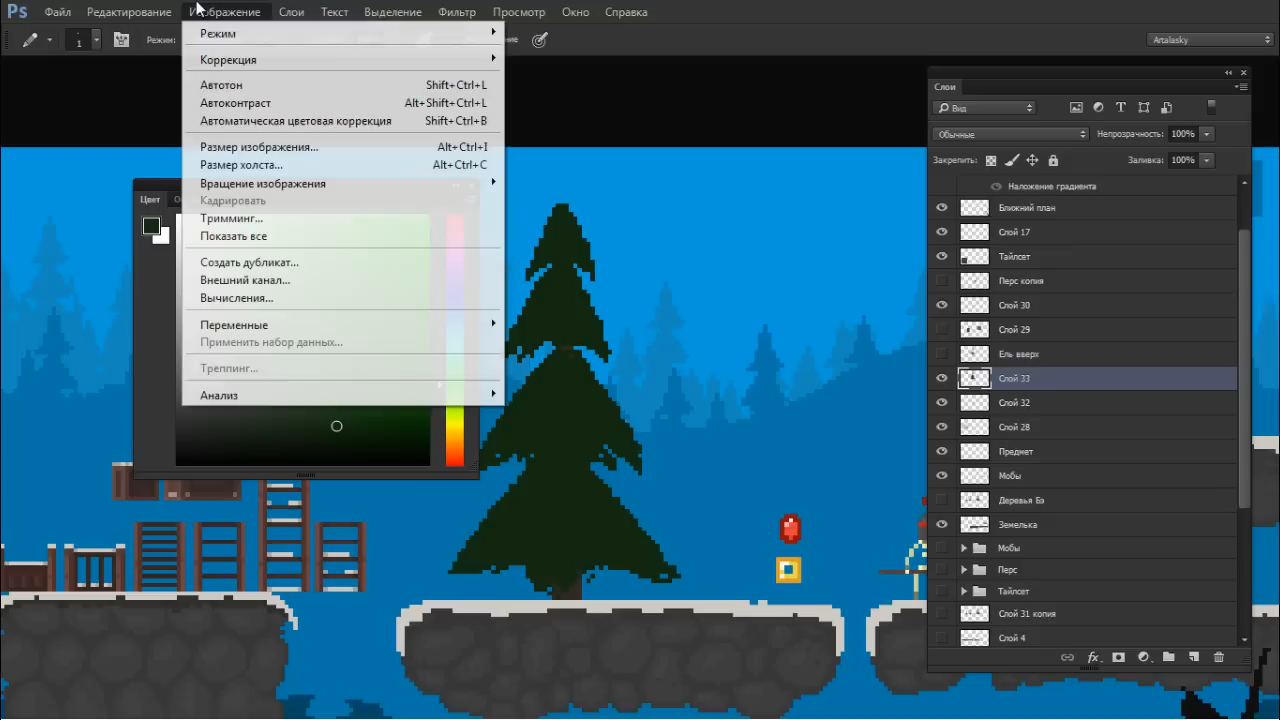 Ps Файл Редактирование Изображение Слои Текст Выделение Фильтр Просмотр Окно Справка
1 Режим: Artalasky
Режим
Коррекция
Автотон Shift+Ctrl+L
Автоконтраст Alt+Shift+Ctrl+L
Автоматическая цветовая коррекция Shift+Ctrl+B
Размер изображения... Alt+Ctrl+I
Размер холста... Alt+Ctrl+C
Вращение изображения
Кадрировать
Тримминг...
Показать все
Создать дубликат...
Внешний канал...
Вычисления...
Переменные
Применить набор данных...
Треппинг...
Анализ
Цвет
Слои
Вид
Обычные Непрозрачность: 100%
Закрепить: Заливка: 100%
Наложение градиента
Ближний план
Слой 17
Тайлсет
Перс копия
Слой 30
Слой 29
Ель вверх
Слой 33
Слой 32
Слой 28
Предмет
Мобы
Деревья Бэ
Земелька
Мобы
Перс
Тайлсет
Слой 31 копия
Слой 4
fx